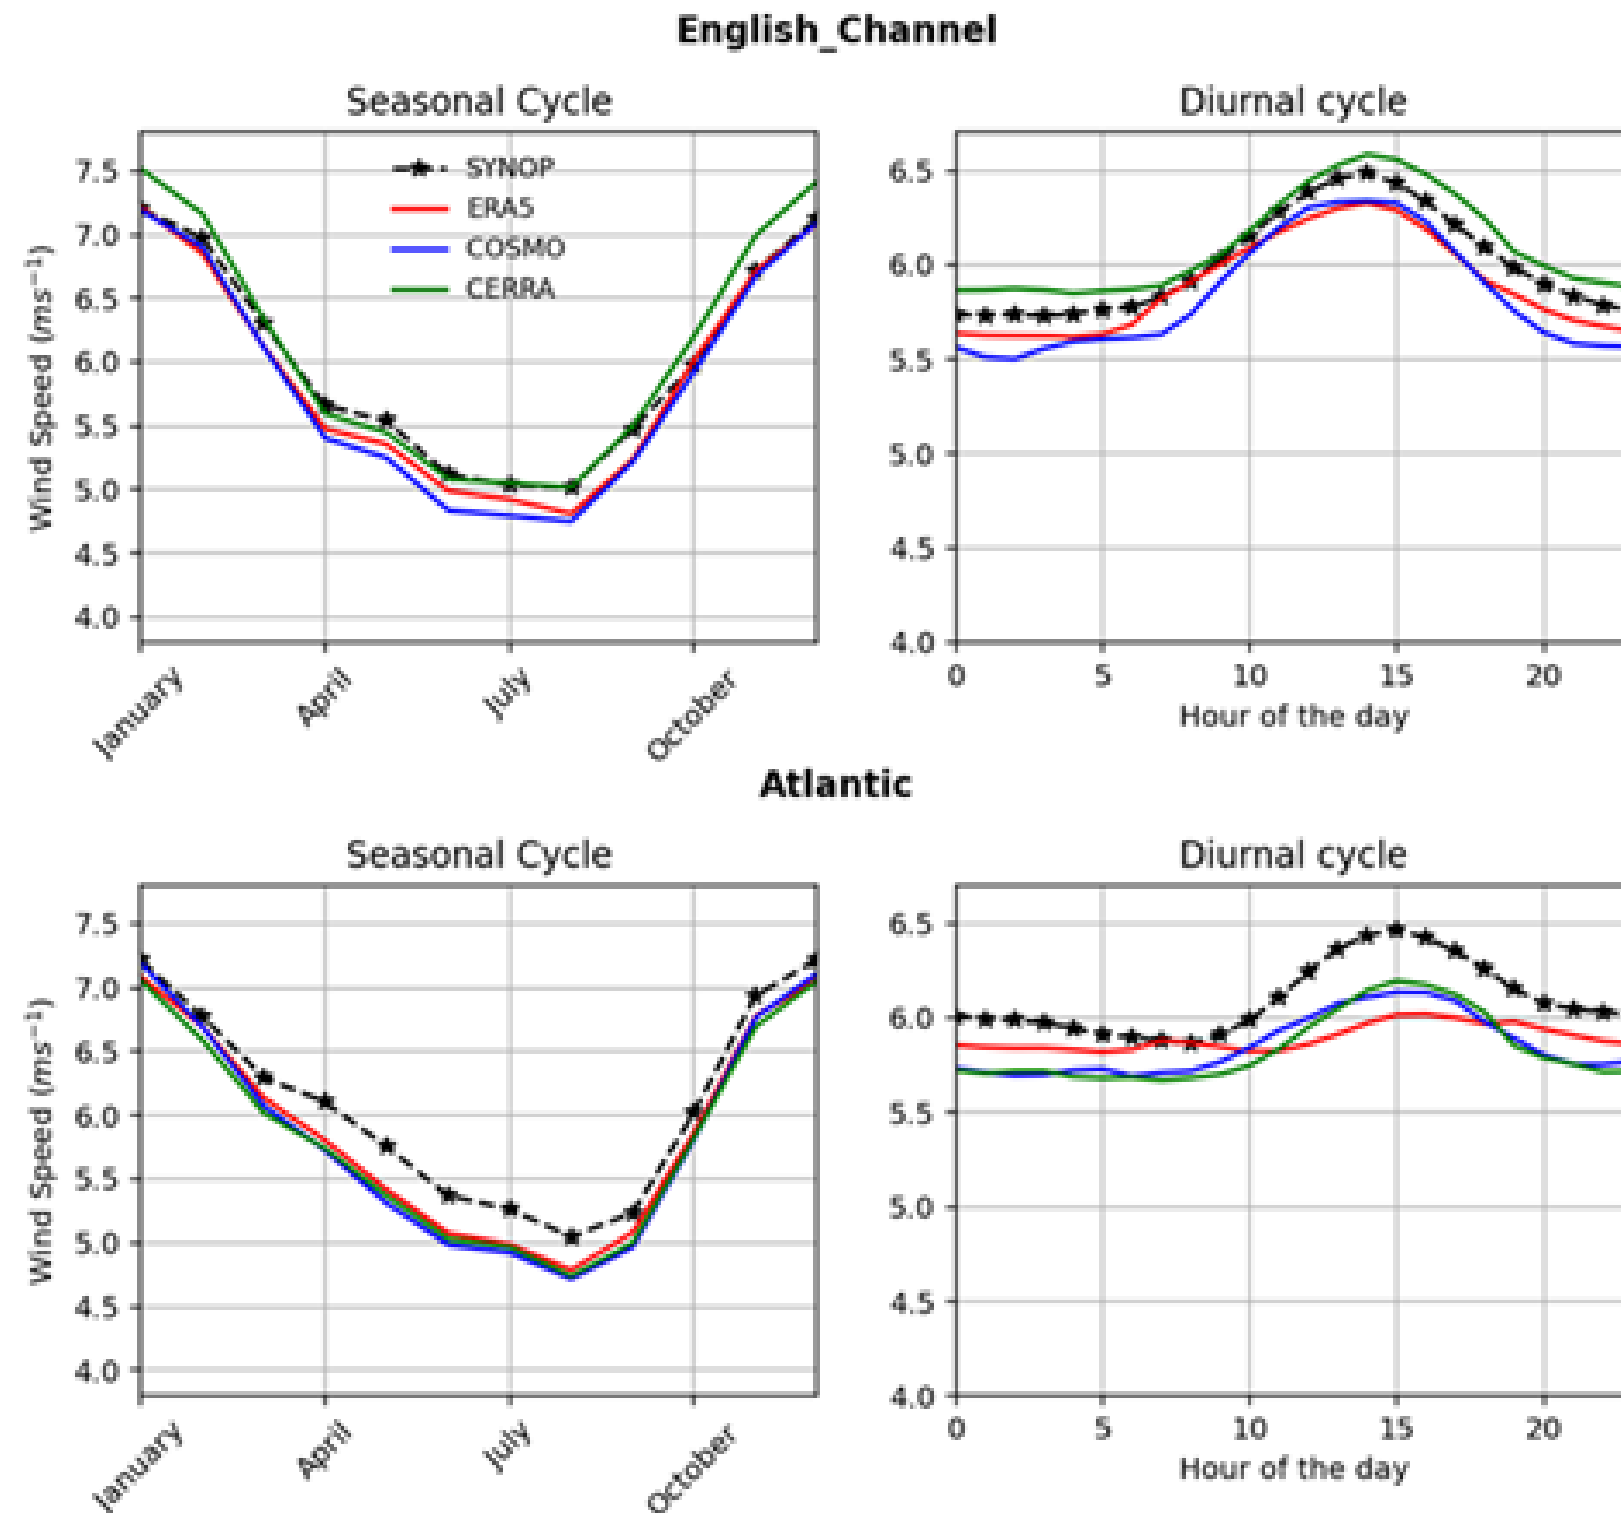 English_Channel
Seasonal Cycle
Diurnal cycle
7.5
7.0
6.5
6.0
5.5
5.0
4.5
4.0
Wind Speed (ms⁻¹)
SYNOP
ERA5
COSMO
CERRA
January
April
July
October
6.5
6.0
5.5
5.0
4.5
4.0
0 5 10 15 20
Hour of the day
Atlantic
Seasonal Cycle
Diurnal cycle
7.5
7.0
6.5
6.0
5.5
5.0
4.5
4.0
Wind Speed (ms⁻¹)
January
April
July
October
6.5
6.0
5.5
5.0
4.5
4.0
0 5 10 15 20
Hour of the day